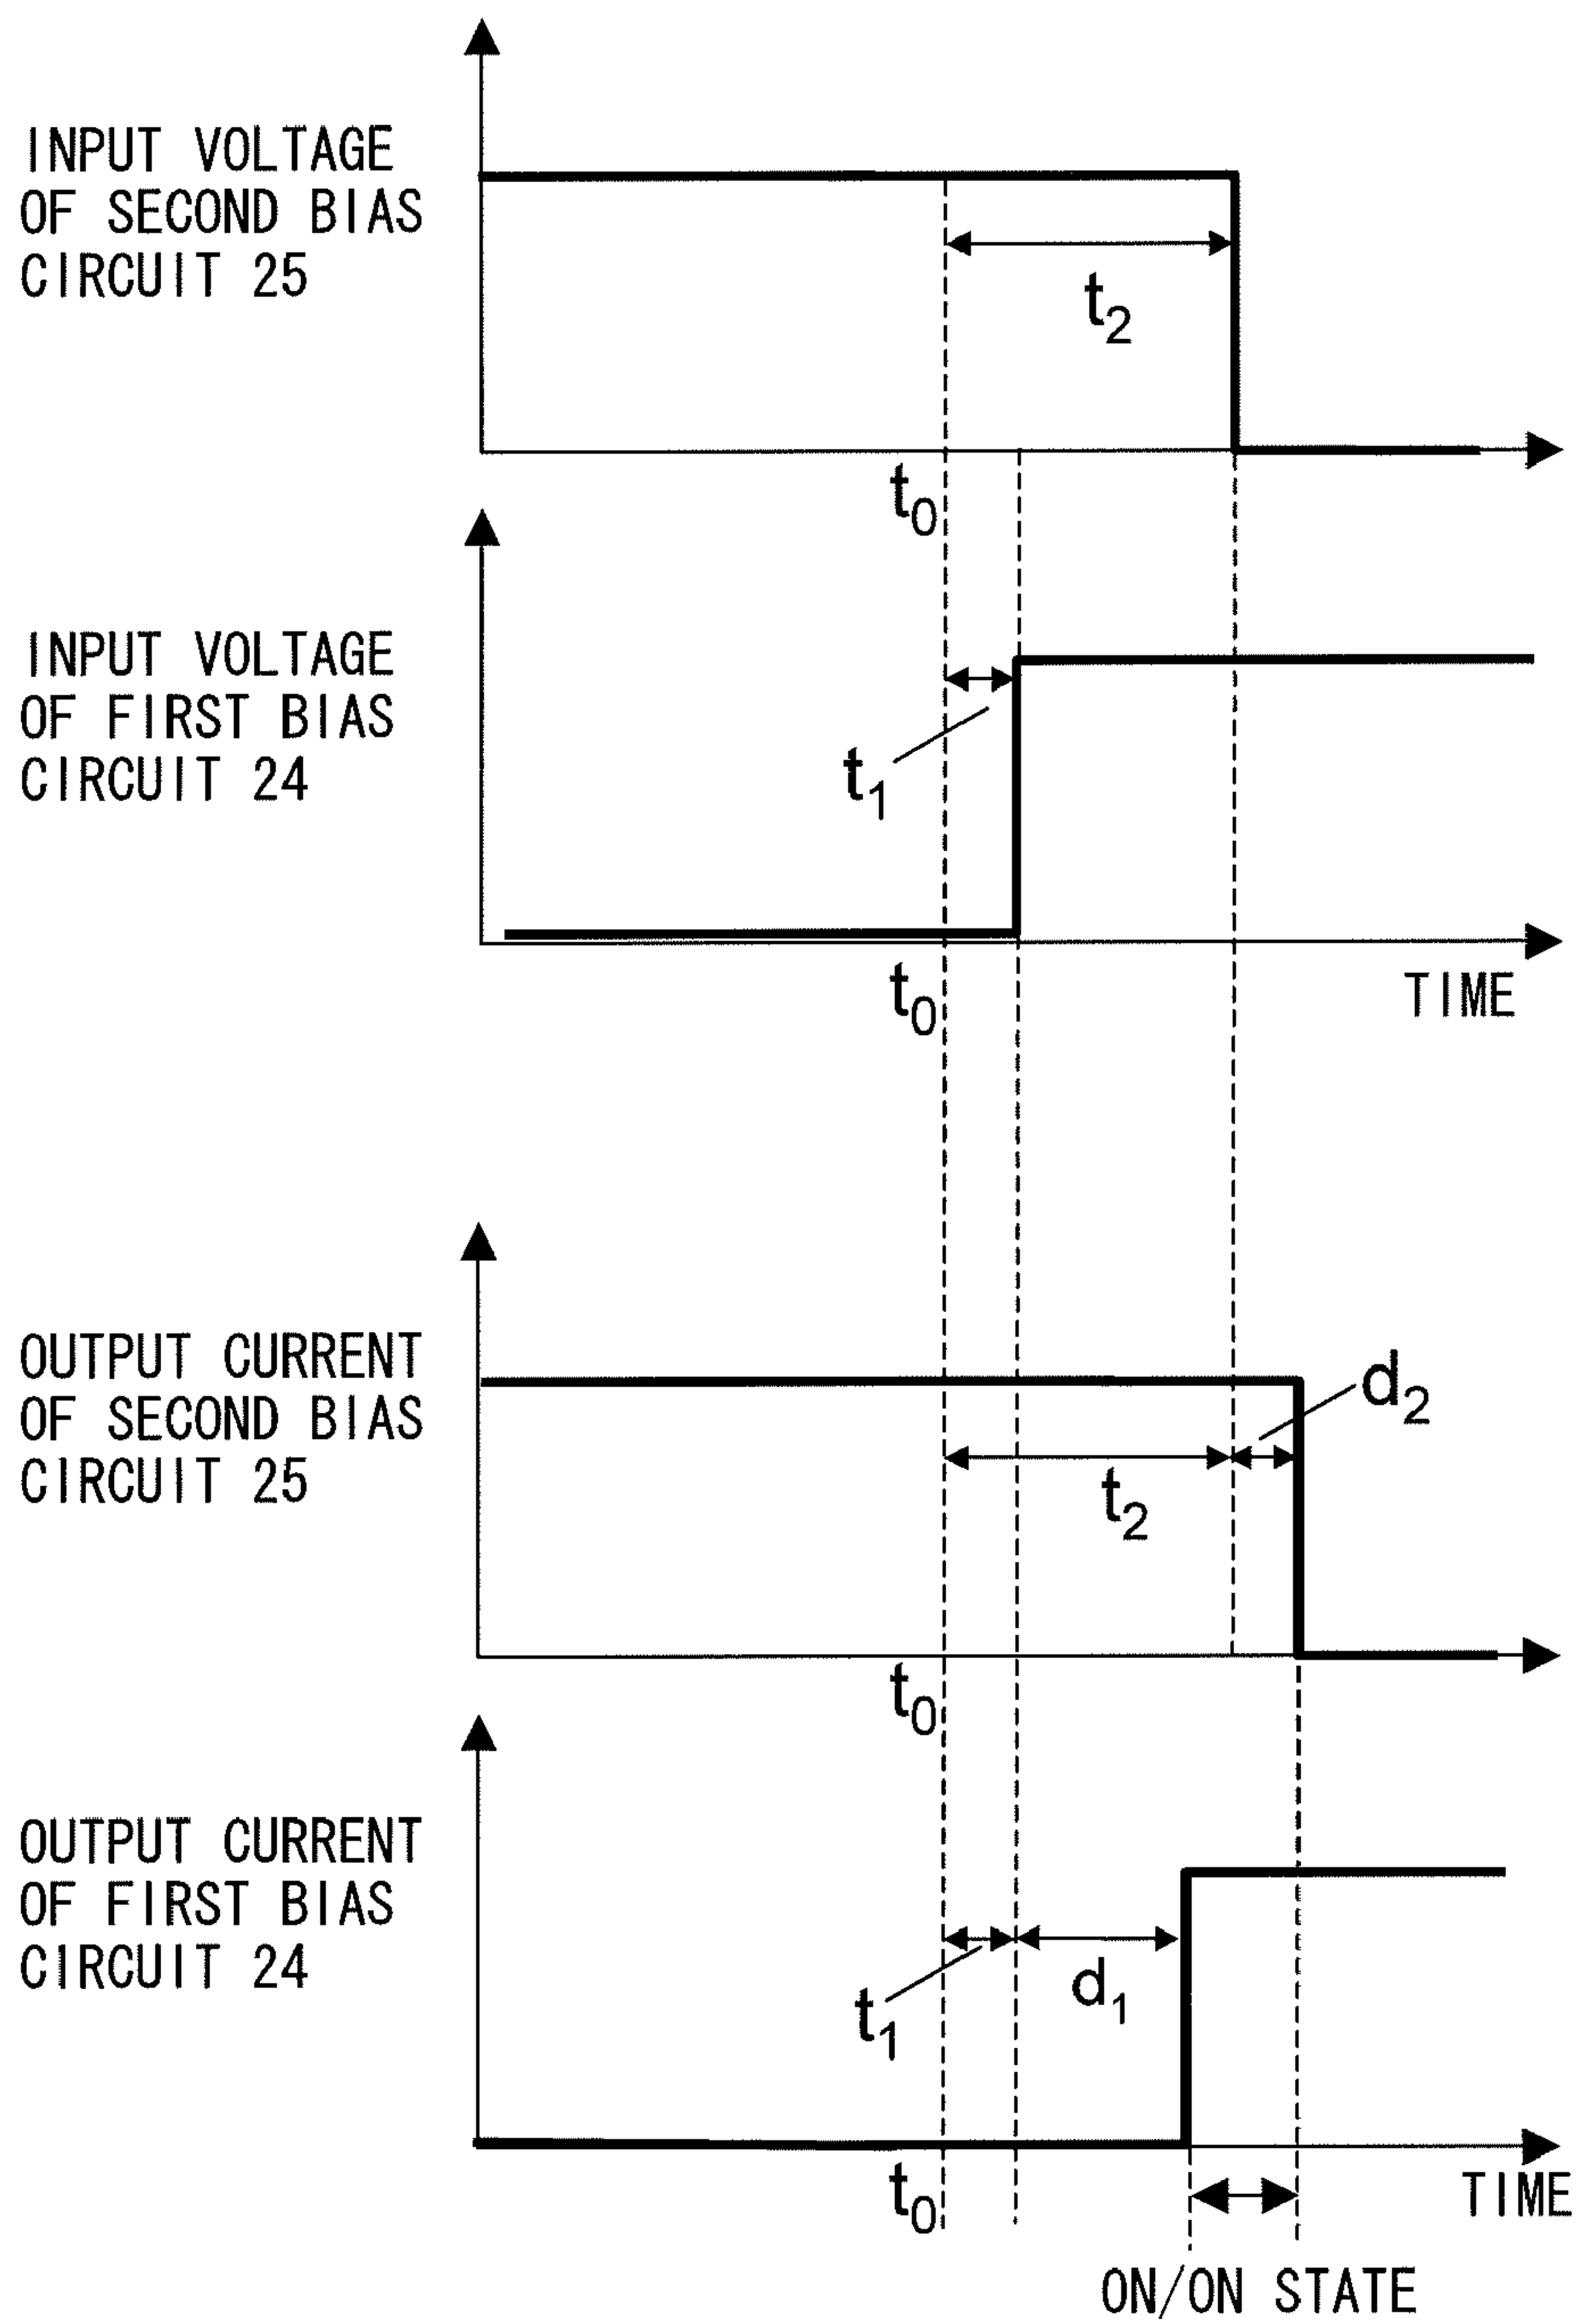 INPUT VOLTAGE
OF SECOND BIAS
CIRCUIT 25
t2
t0
INPUT VOLTAGE
OF FIRST BIAS
CIRCUIT 24
t1
t0
TIME
OUTPUT CURRENT
OF SECOND BIAS
CIRCUIT 25
d2
t2
t0
OUTPUT CURRENT
OF FIRST BIAS
CIRCUIT 24
t1
d1
t0
TIME
ON/ON STATE